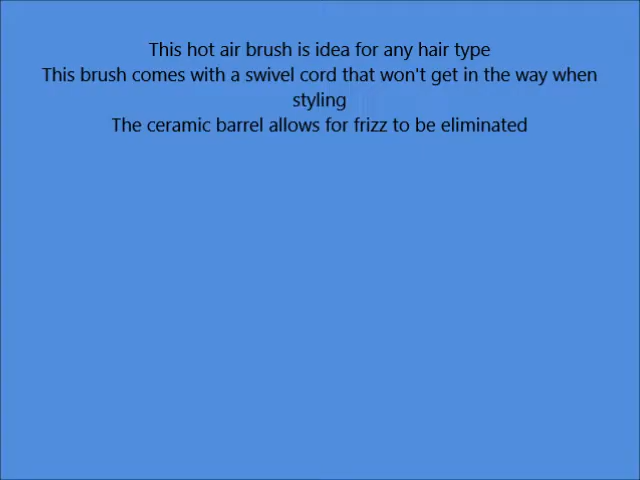 This hot air brush is idea for any hair type
This brush comes with a swivel cord that won't get in the way when
styling
The ceramic barrel allows for frizz to be eliminated